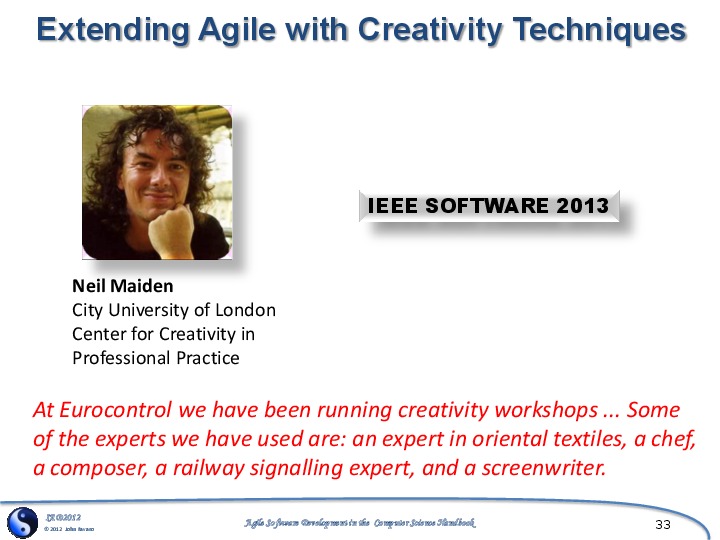 Extending Agile with Creativity Techniques
IEEE SOFTWARE 2013
Neil Maiden
City University of London
Center for Creativity in
Professional Practice
At Eurocontrol we have been running creativity workshops ... Some
of the experts we have used are: an expert in oriental textiles, a chef,
a composer, a railway signalling expert, and a screenwriter.
© 2012 John Favaro
Agile Software Development in the Computer Science Handbook
33